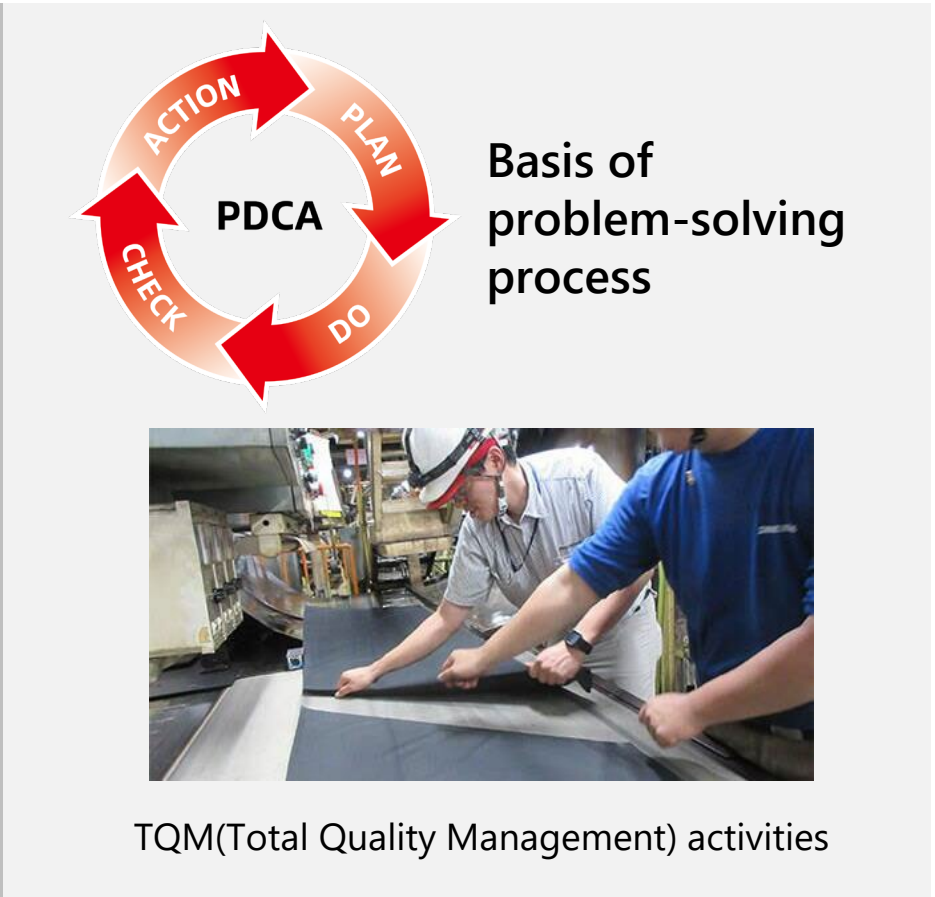 ACTION
PLAN
PDCA
CHECK
DO
Basis of
problem-solving
process
TQM(Total Quality Management) activities